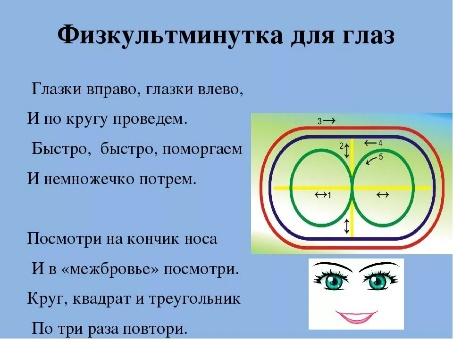 Физкультминутка для глаз
Глазки вправо, глазки влево,
И по кругу проведем.
Быстро, быстро, поморгаем
И немножечко потрем.
Посмотри на кончик носа
И в «межбровье» посмотри.
Круг, квадрат и треугольник
По три раза повтори.
3→
2↕ ←4
5
↔1 ↔